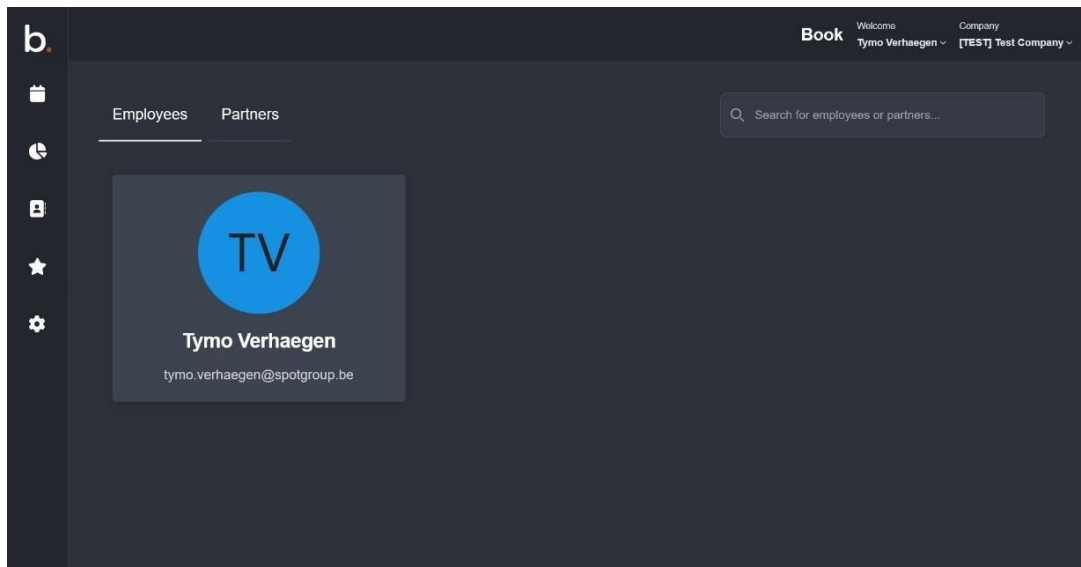 b.
Book
Welcome
Tymo Verhaegen
Company
[TEST] Test Company
Employees
Partners
Search for employees or partners...
TV
Tymo Verhaegen
tymo.verhaegen@spotgroup.be